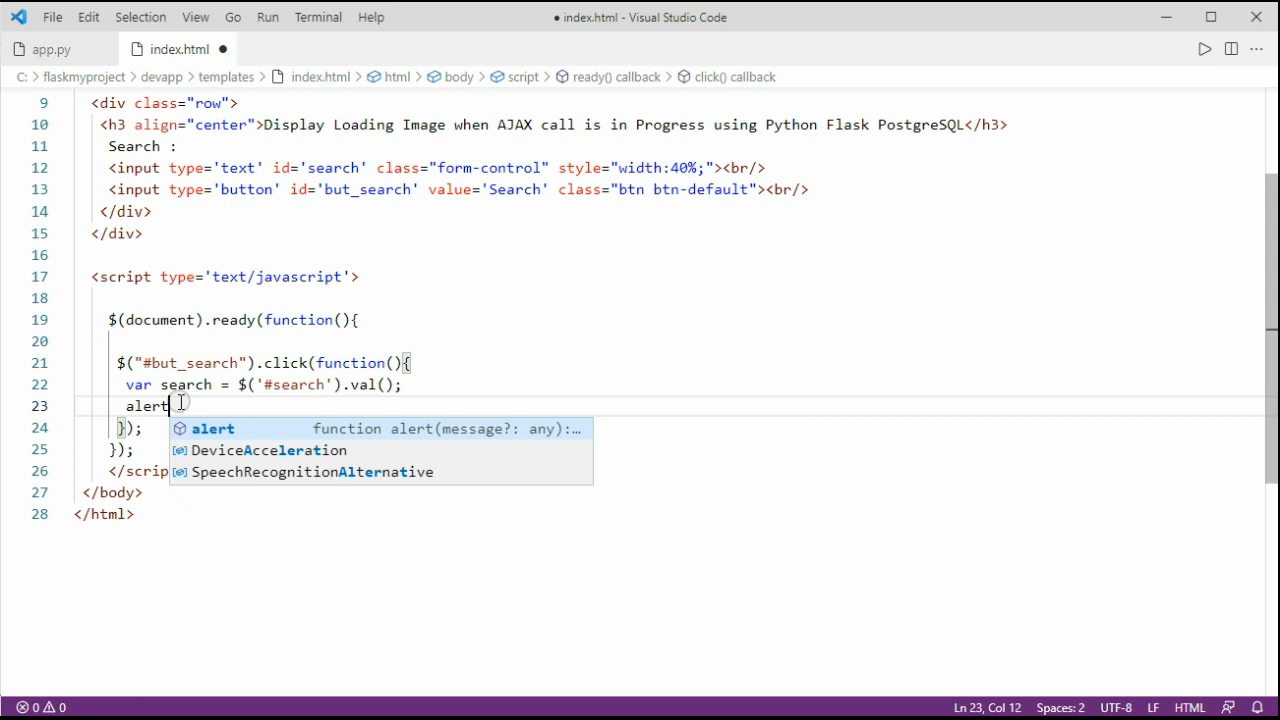 File Edit Selection View Go Run Terminal Help ● index.html - Visual Studio Code
app.py index.html ●
C: > flaskmyproject > devapp > templates > index.html > html > body > script > ready() callback > click() callback
9 <div class="row">
10 <h3 align="center">Display Loading Image when AJAX call is in Progress using Python Flask PostgreSQL</h3>
11 Search :
12 <input type='text' id='search' class="form-control" style="width:40%;"><br/>
13 <input type='button' id='but_search' value='Search' class="btn btn-default"><br/>
14 </div>
15 </div>
16
17 <script type='text/javascript'>
18
19 $(document).ready(function(){
20
21 $("#but_search").click(function(){
22 var search = $('#search').val();
23 alert
24 });
alert function alert(message?: any):…
25 });
DeviceAcceleration
26 </scrip
SpeechRecognitionAlternative
27 </body>
28 </html>
0 0 Ln 23, Col 12 Spaces: 2 UTF-8 LF HTML